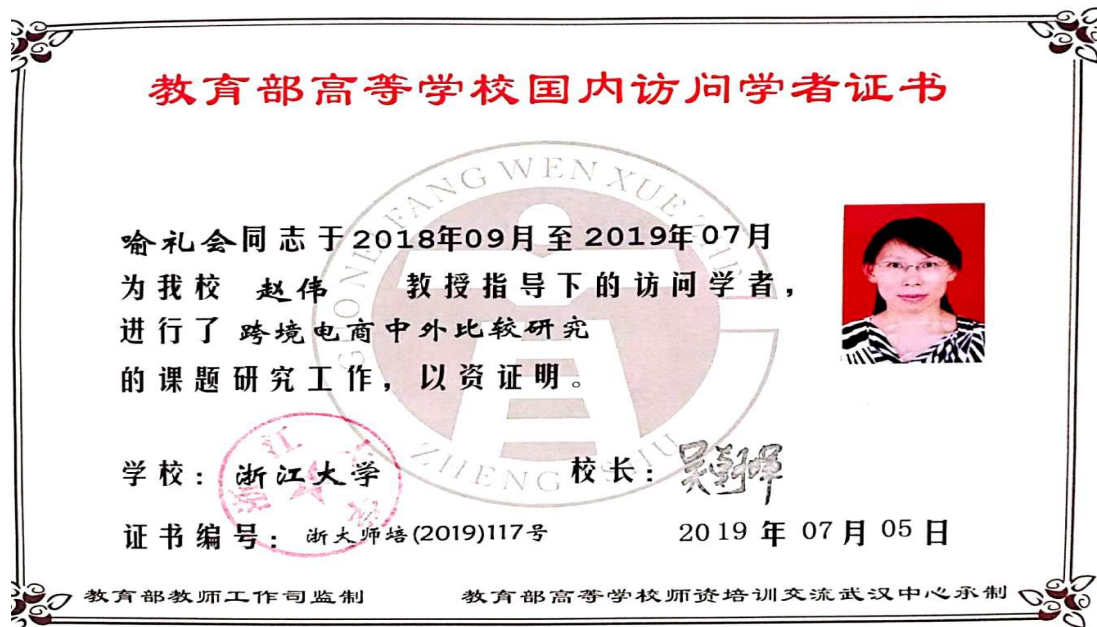 教育部高等学校国内访问学者证书
GUONEI FANG WEN XUE ZHE
喻礼会同志于2018年09月至2019年07月
为我校 赵伟 教授指导下的访问学者,
进行了 跨境电商中外比较研究
的课题研究工作,以资证明。
ZHENG SHU
学校: 浙江大学 校长: 吴朝晖
证书编号: 浙大师培(2019)117号 2019年07月05日
教育部教师工作司监制 教育部高等学校师资培训交流武汉中心承制